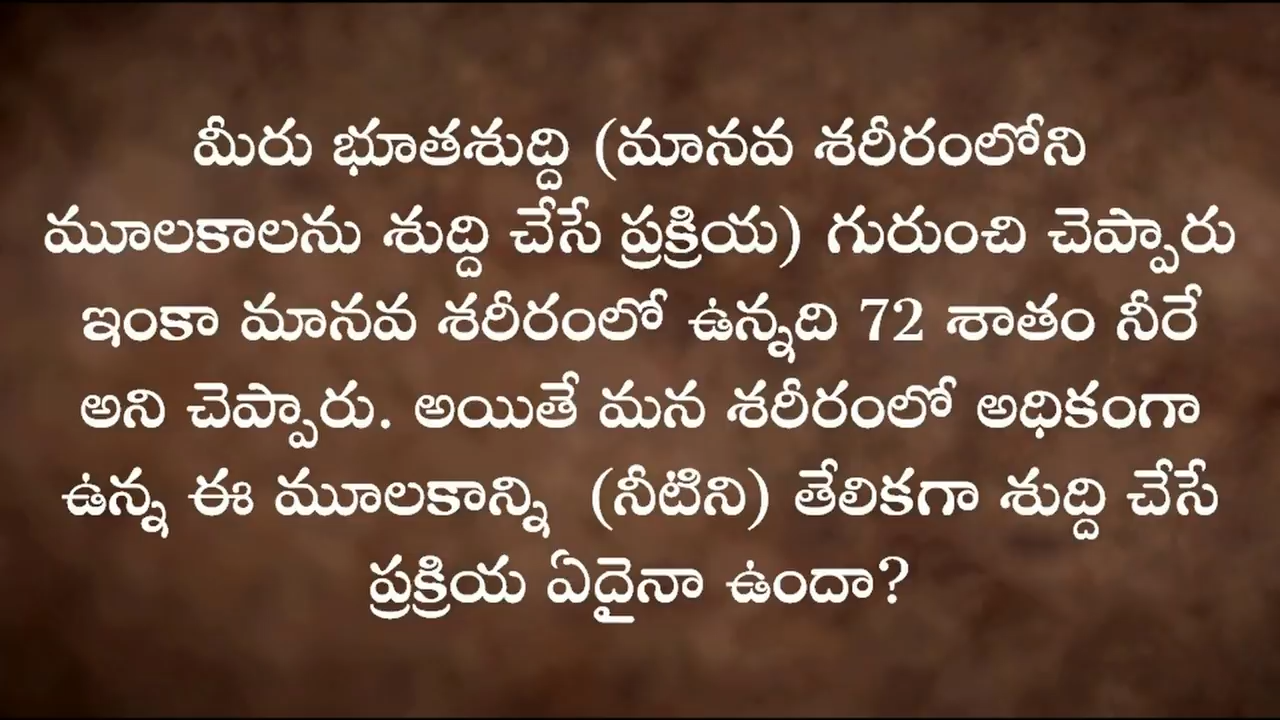 మీరు భూతశుద్ది (మానవ శరీరంలోని
మూలకాలను శుద్ది చేసే ప్రక్రియ) గురుంచి చెప్పారు
ఇంకా మానవ శరీరంలో ఉన్నది 72 శాతం నీరే
అని చెప్పారు. అయితే మన శరీరంలో అధికంగా
ఉన్న ఈ మూలకాన్ని (నీటిని) తేలికగా శుద్ది చేసే
ప్రక్రియ ఏదైనా ఉందా?